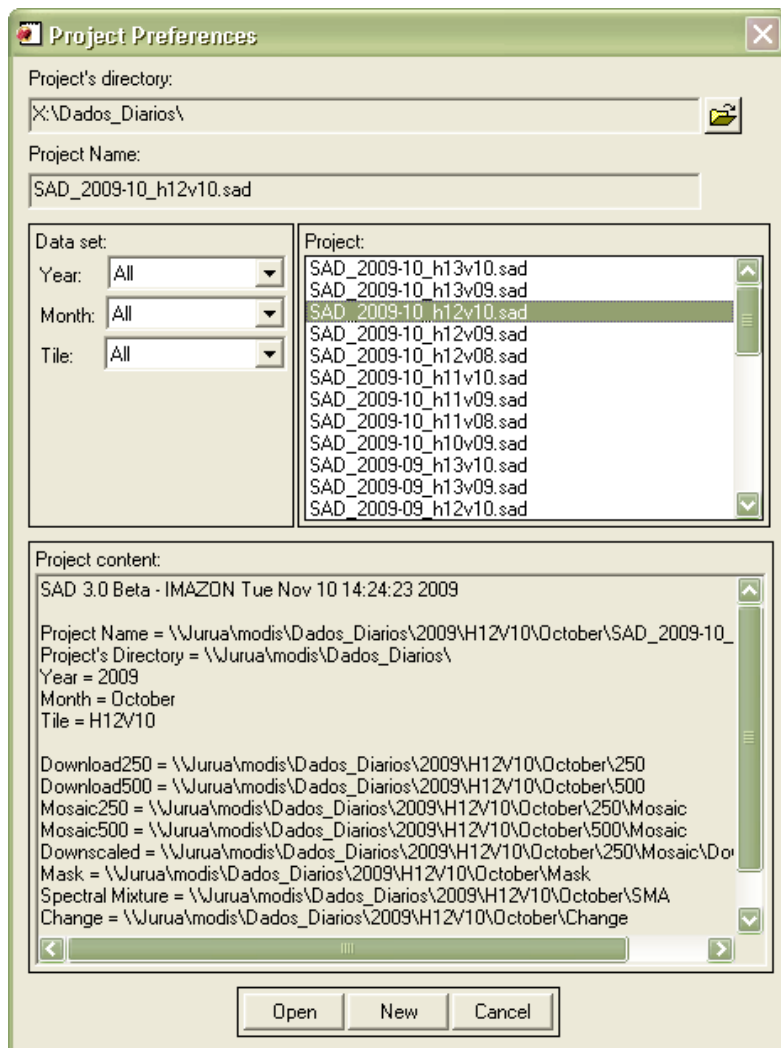 Project Preferences
Project's directory:
X:\Dados_Diarios\
Project Name:
SAD_2009-10_h12v10.sad
Data set:
Year: All
Month: All
Tile: All
Project:
SAD_2009-10_h13v10.sad
SAD_2009-10_h13v09.sad
SAD_2009-10_h12v10.sad
SAD_2009-10_h12v09.sad
SAD_2009-10_h12v08.sad
SAD_2009-10_h11v10.sad
SAD_2009-10_h11v09.sad
SAD_2009-10_h11v08.sad
SAD_2009-10_h10v09.sad
SAD_2009-09_h13v10.sad
SAD_2009-09_h13v09.sad
SAD_2009-09_h12v10.sad
Project content:
SAD 3.0 Beta - IMAZON Tue Nov 10 14:24:23 2009
Project Name = \\Jurua\modis\Dados_Diarios\2009\H12V10\October\SAD_2009-10_
Project's Directory = \\Jurua\modis\Dados_Diarios\
Year = 2009
Month = October
Tile = H12V10
Download250 = \\Jurua\modis\Dados_Diarios\2009\H12V10\October\250
Download500 = \\Jurua\modis\Dados_Diarios\2009\H12V10\October\500
Mosaic250 = \\Jurua\modis\Dados_Diarios\2009\H12V10\October\250\Mosaic
Mosaic500 = \\Jurua\modis\Dados_Diarios\2009\H12V10\October\500\Mosaic
Downscaled = \\Jurua\modis\Dados_Diarios\2009\H12V10\October\250\Mosaic\Do
Mask = \\Jurua\modis\Dados_Diarios\2009\H12V10\October\Mask
Spectral Mixture = \\Jurua\modis\Dados_Diarios\2009\H12V10\October\SMA
Change = \\Jurua\modis\Dados_Diarios\2009\H12V10\October\Change
Open New Cancel